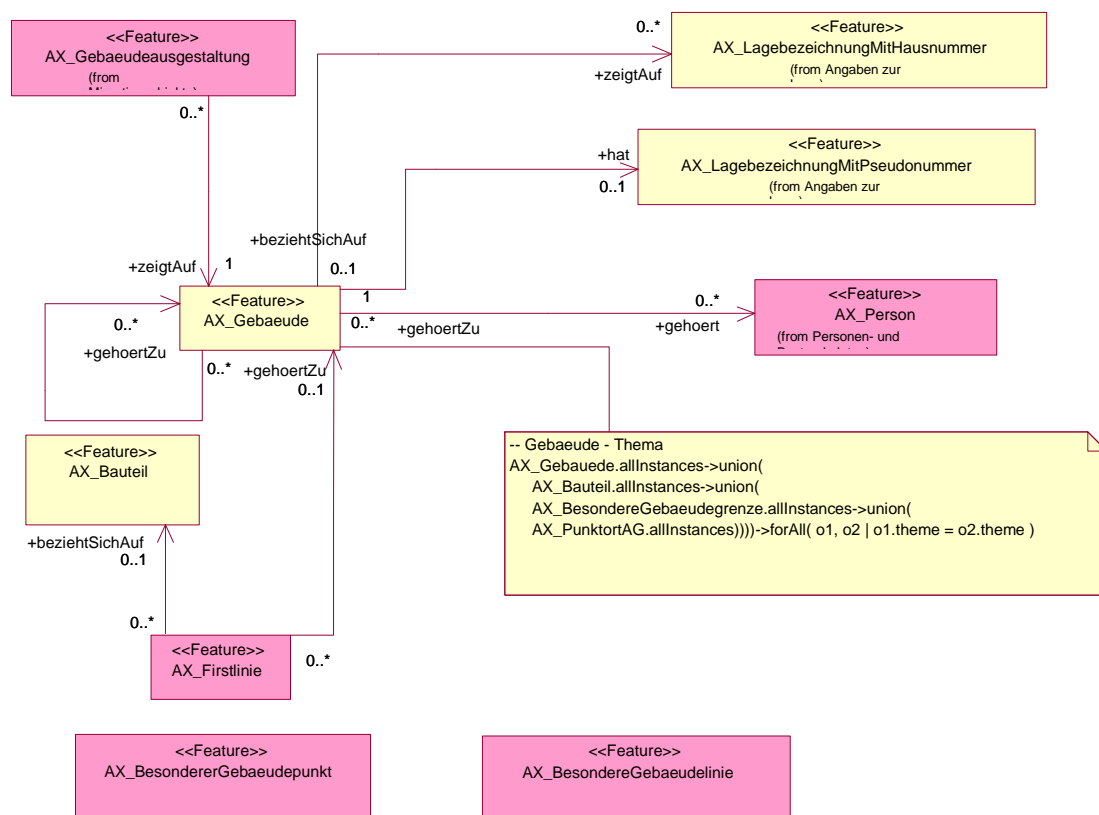 <<Feature>>
AX_Gebaeudeausgestaltung
(from
0..*
+zeigtAuf
1
0..*
+zeigtAuf
<<Feature>>
AX_LagebezeichnungMitHausnummer
(from Angaben zur
+hat
0..1
<<Feature>>
AX_LagebezeichnungMitPseudonummer
(from Angaben zur
+beziehtSichAuf
0..1
1
<<Feature>>
AX_Gebaeude
0..*
+gehoertZu
0..*
+gehoert
<<Feature>>
AX_Person
(from Personen- und
0..*
+gehoertZu
0..*
+gehoertZu
0..1
<<Feature>>
AX_Bauteil
-- Gebaeude - Thema
AX_Gebauede.allInstances->union(
AX_Bauteil.allInstances->union(
AX_BesondereGebaeudegrenze.allInstances->union(
AX_PunktortAG.allInstances))))->forAll( o1, o2 | o1.theme = o2.theme )
+beziehtSichAuf
0..1
0..*
<<Feature>>
AX_Firstlinie
0..*
<<Feature>>
AX_BesondererGebaeudepunkt
<<Feature>>
AX_BesondereGebaeudelinie